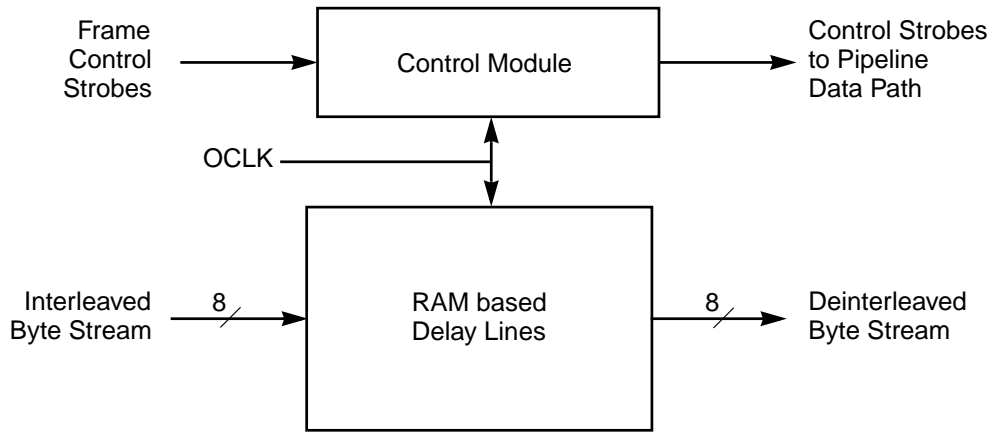 Frame
Control
Strobes
Control Module
Control Strobes
to Pipeline
Data Path
OCLK
Interleaved
Byte Stream
8
RAM based
Delay Lines
8
Deinterleaved
Byte Stream